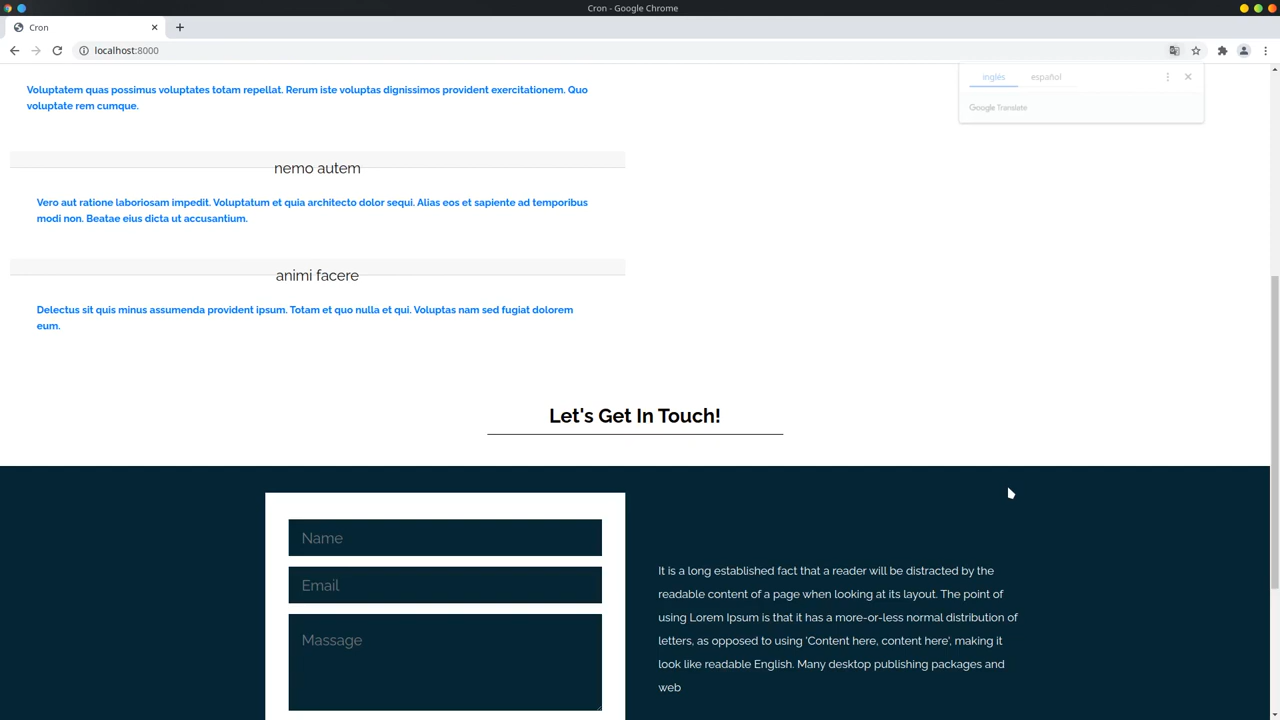 Cron - Google Chrome
Cron
localhost:8000
inglés español
Google Translate
Voluptatem quas possimus voluptates totam repellat. Rerum iste voluptas dignissimos provident exercitationem. Quo
voluptate rem cumque.
nemo autem
Vero aut ratione laboriosam impedit. Voluptatum et quia architecto dolor sequi. Alias eos et sapiente ad temporibus
modi non. Beatae eius dicta ut accusantium.
animi facere
Delectus sit quis minus assumenda provident ipsum. Totam et quo nulla et qui. Voluptas nam sed fugiat dolorem
eum.
Let's Get In Touch!
Name
Email
Massage
It is a long established fact that a reader will be distracted by the
readable content of a page when looking at its layout. The point of
using Lorem Ipsum is that it has a more-or-less normal distribution of
letters, as opposed to using 'Content here, content here', making it
look like readable English. Many desktop publishing packages and
web